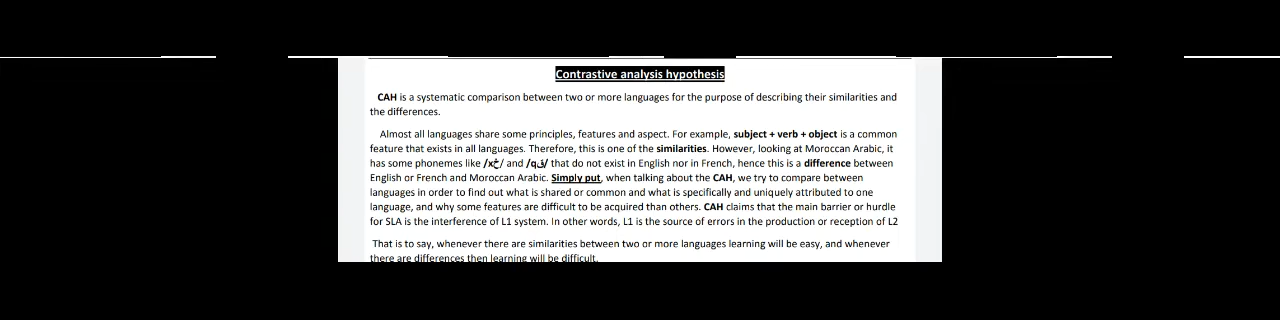 Contrastive analysis hypothesis
CAH is a systematic comparison between two or more languages for the purpose of describing their similarities and
the differences.
Almost all languages share some principles, features and aspect. For example, subject + verb + object is a common
feature that exists in all languages. Therefore, this is one of the similarities. However, looking at Moroccan Arabic, it
has some phonemes like /xخ/ and /qق/ that do not exist in English nor in French, hence this is a difference between
English or French and Moroccan Arabic. Simply put, when talking about the CAH, we try to compare between
languages in order to find out what is shared or common and what is specifically and uniquely attributed to one
language, and why some features are difficult to be acquired than others. CAH claims that the main barrier or hurdle
for SLA is the interference of L1 system. In other words, L1 is the source of errors in the production or reception of L2
That is to say, whenever there are similarities between two or more languages learning will be easy, and whenever
there are differences then learning will be difficult.